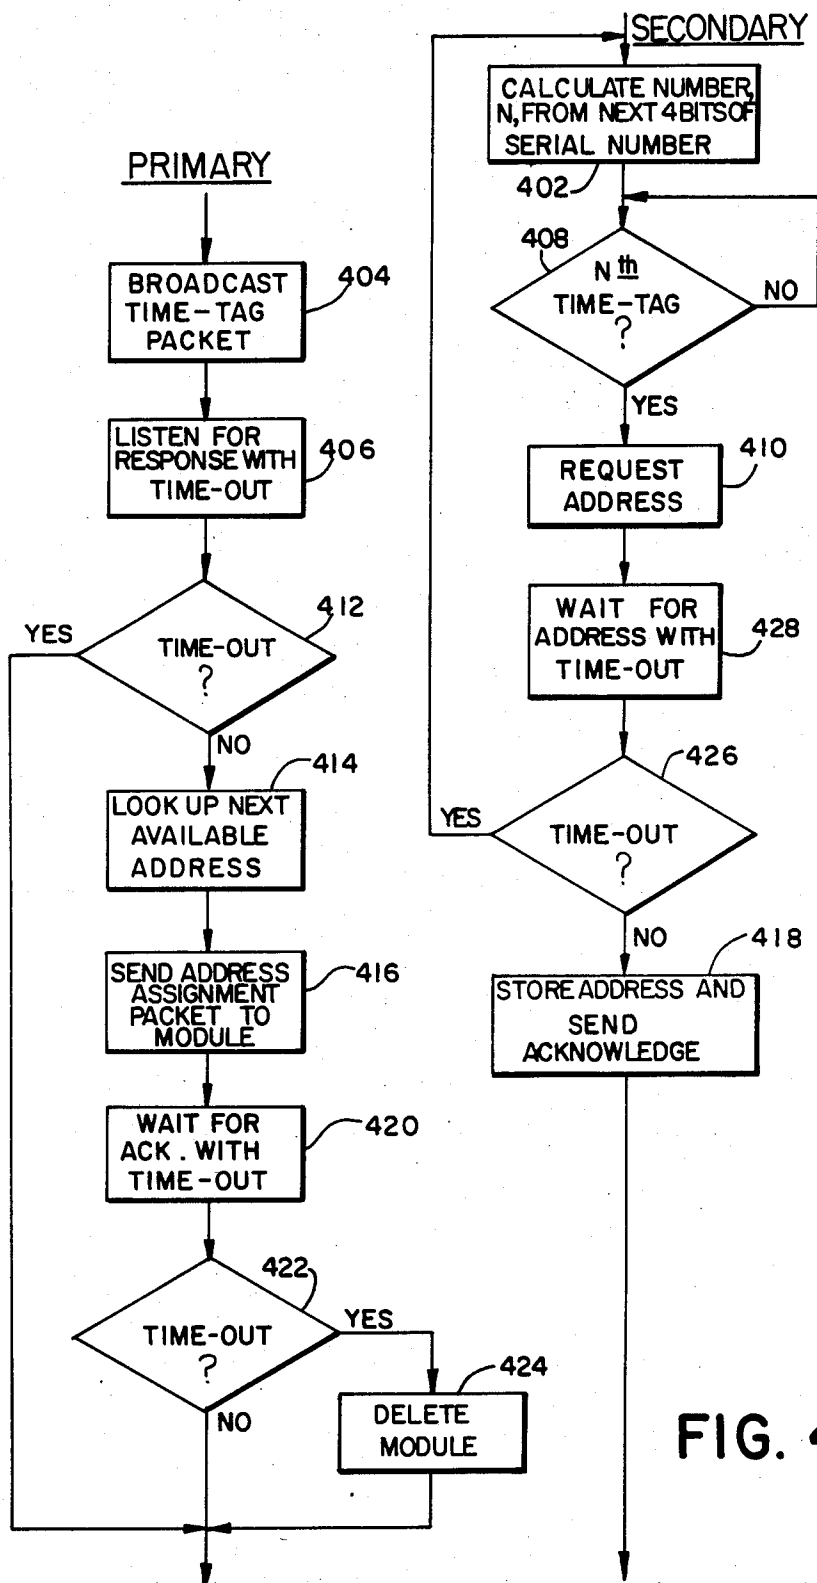 PRIMARY
BROADCAST
TIME-TAG
PACKET
404
LISTEN FOR
RESPONSE WITH
TIME-OUT
406
TIME-OUT
?
412
YES
NO
LOOK UP NEXT
AVAILABLE
ADDRESS
414
SEND ADDRESS
ASSIGNMENT
PACKET TO
MODULE
416
WAIT FOR
ACK. WITH
TIME-OUT
420
TIME-OUT
?
422
YES
NO
DELETE
MODULE
424
SECONDARY
CALCULATE NUMBER,
N, FROM NEXT 4 BITS OF
SERIAL NUMBER
402
408
Nth
TIME-TAG
?
NO
YES
REQUEST
ADDRESS
410
WAIT FOR
ADDRESS WITH
TIME-OUT
428
426
TIME-OUT
?
YES
NO
STORE ADDRESS AND
SEND
ACKNOWLEDGE
418
FIG. 4